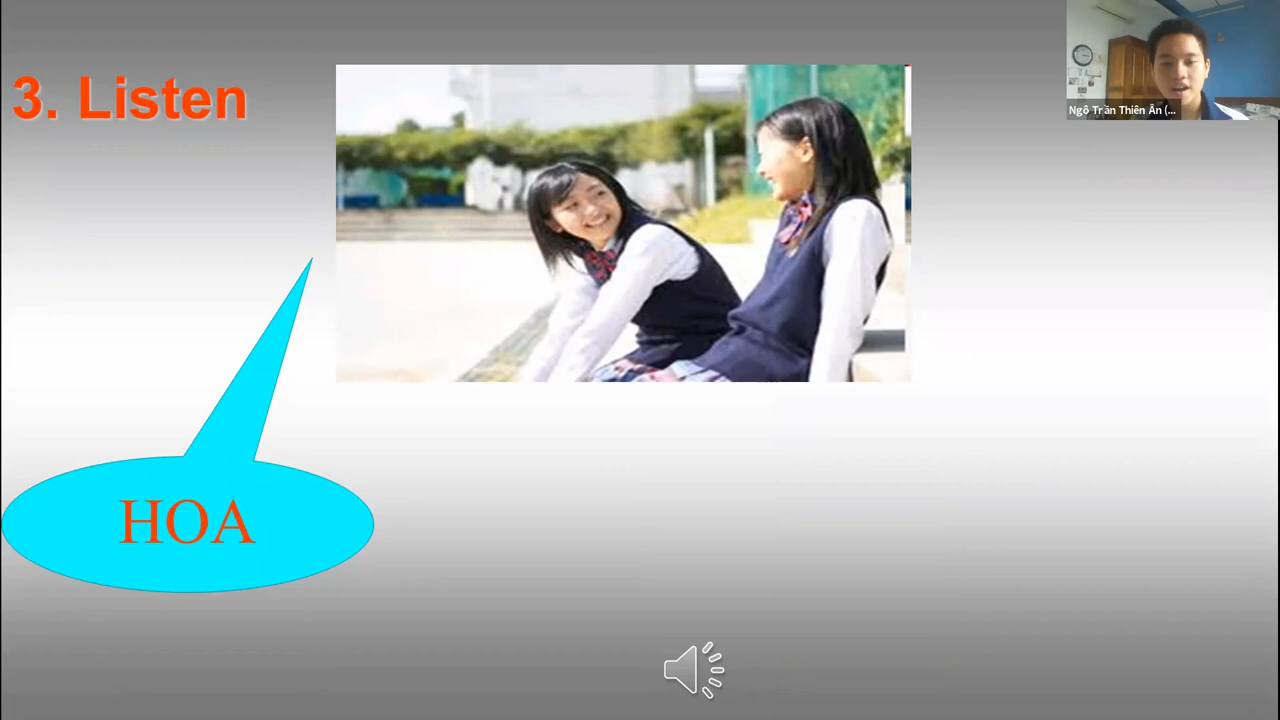 3. Listen
Ngô Trần Thiên Ân (...
HOA